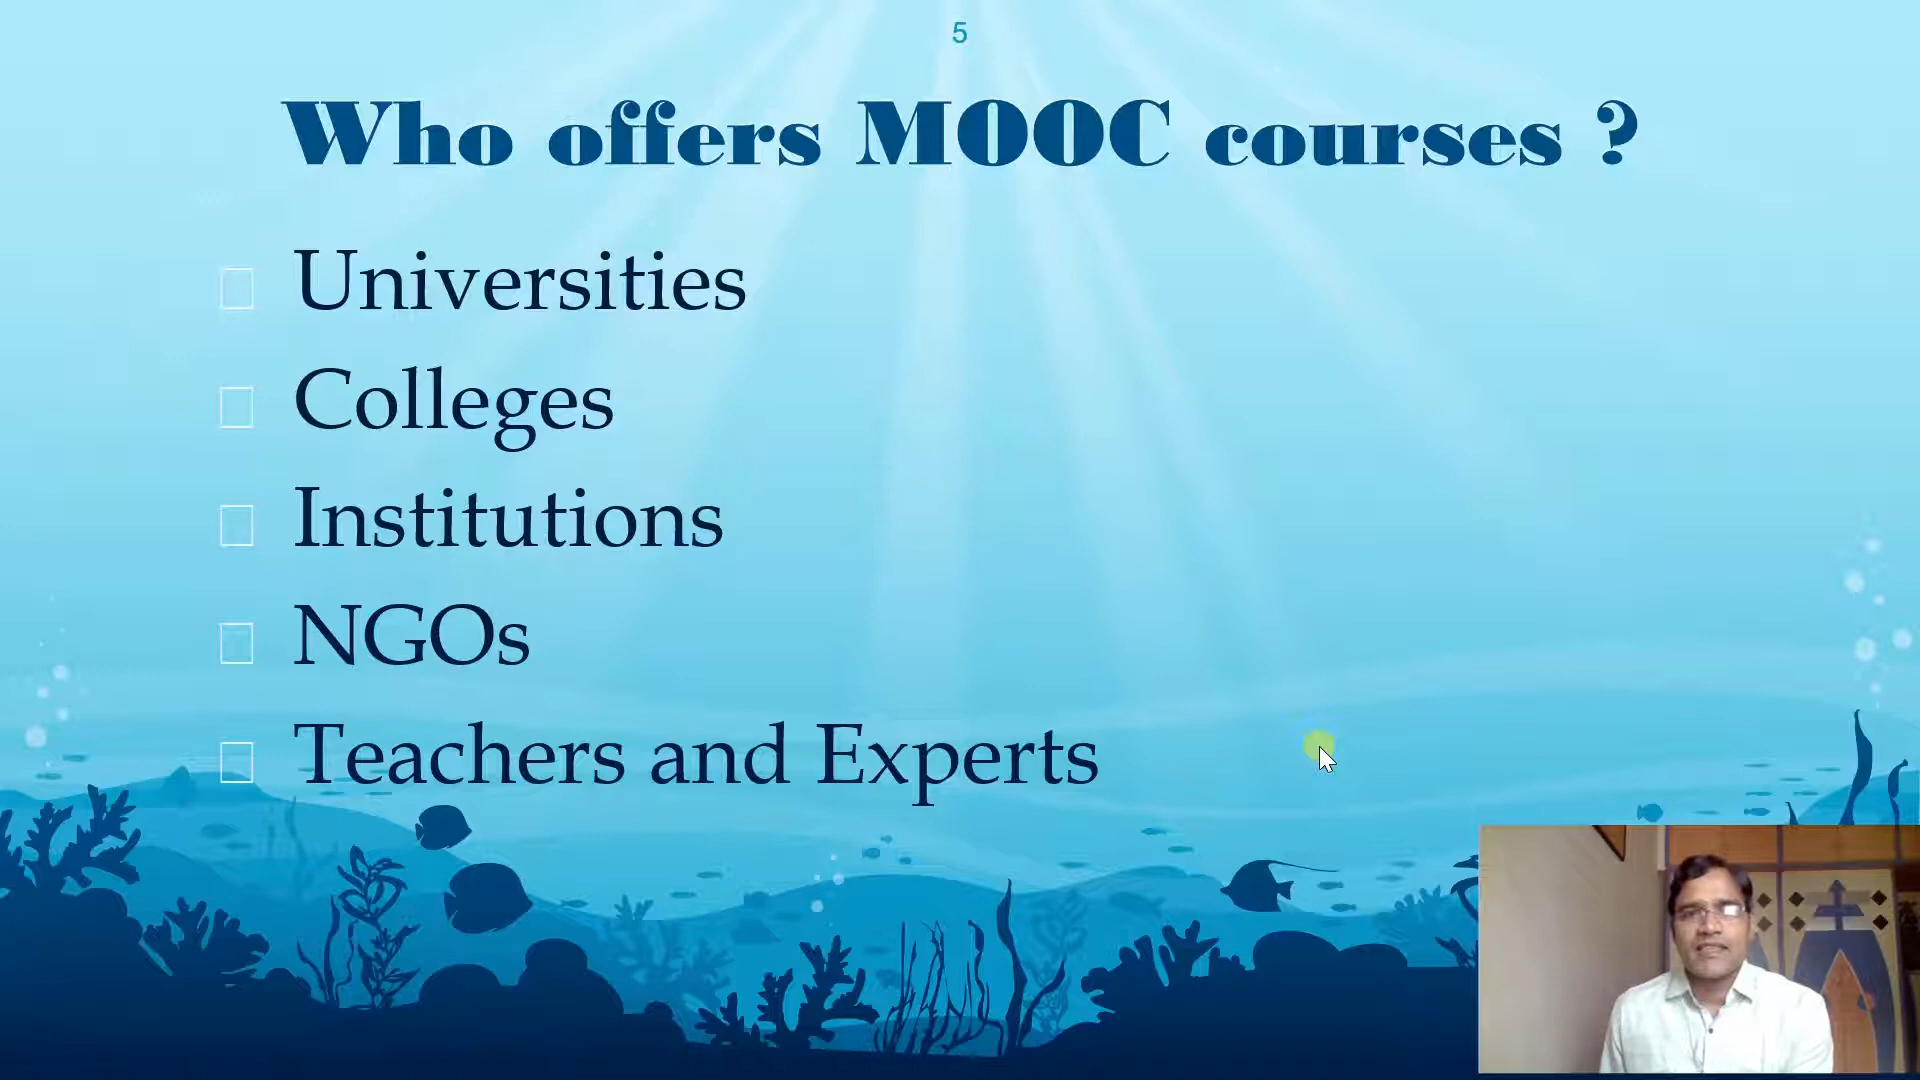 5
Who offers MOOC courses ?
Universities
Colleges
Institutions
NGOs
Teachers and Experts